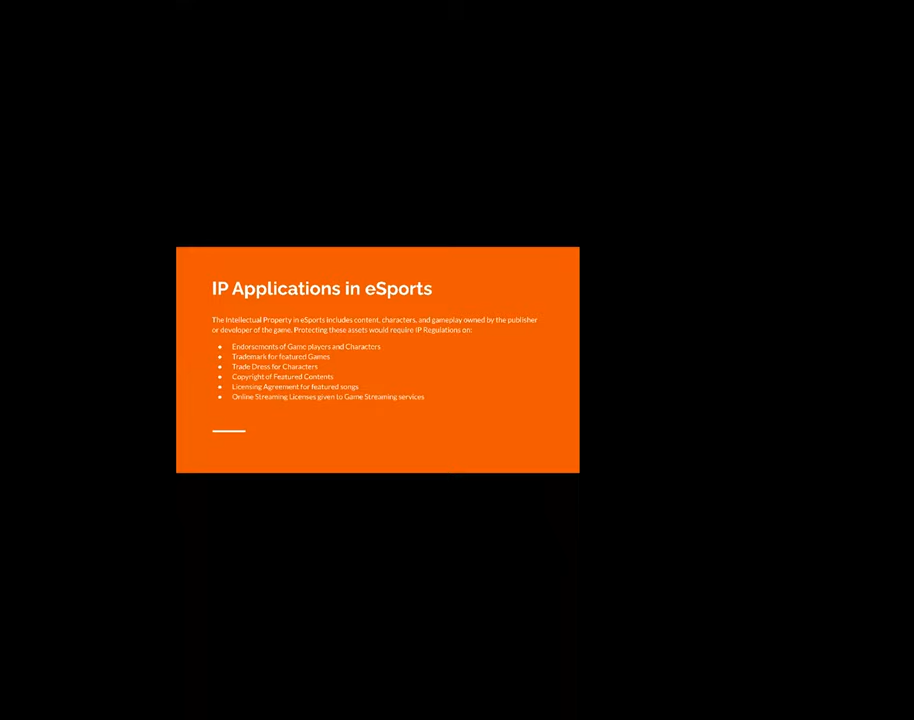 IP Applications in eSports
The Intellectual Property in eSports includes content, characters, and gameplay owned by the publisher
or developer of the game. Protecting these assets would require IP Regulations on:
● Endorsements of Game players and Characters
● Trademark for featured Games
● Trade Dress for Characters
● Copyright of Featured Contents
● Licensing Agreement for featured songs
● Online Streaming Licenses given to Game Streaming services